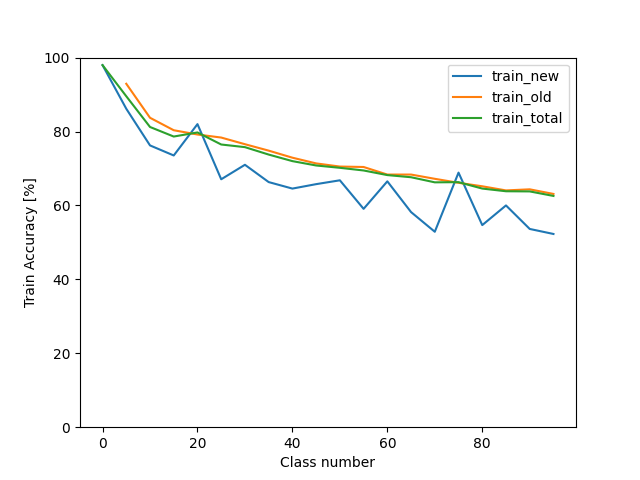 100
80
60
40
20
0
Train Accuracy [%]
train_new
train_old
train_total
0 20 40 60 80
Class number